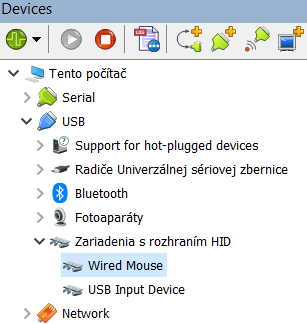 Devices
Tento počítač
Serial
USB
Support for hot-plugged devices
Radiče Univerzálnej sériovej zbernice
Bluetooth
Fotoaparáty
Zariadenia s rozhraním HID
Wired Mouse
USB Input Device
Network